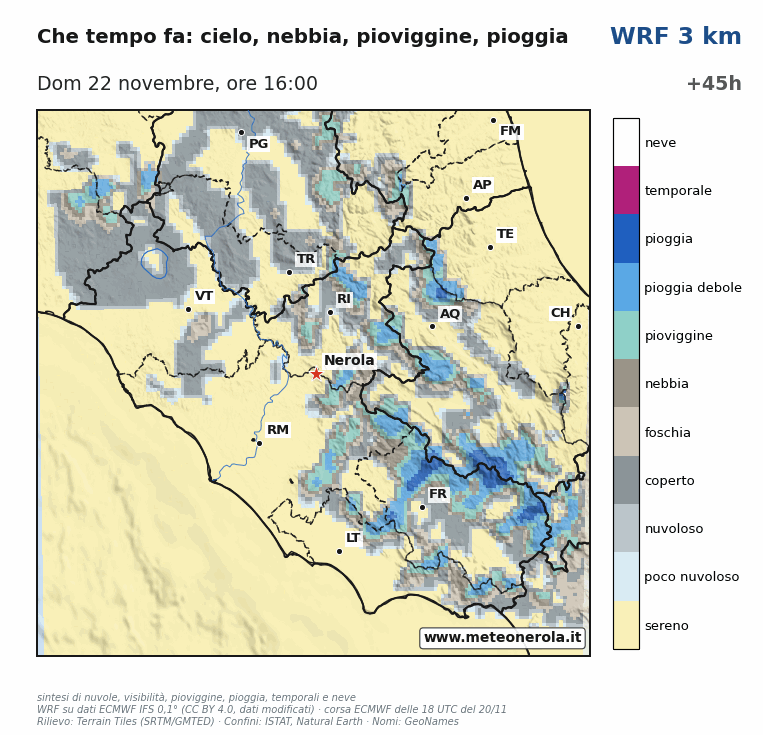 Che tempo fa: cielo, nebbia, pioviggine, pioggia
WRF 3 km
Dom 22 novembre, ore 16:00
+45h
FM
PG
AP
TE
TR
VT
RI
AQ
CH
Nerola
RM
FR
LT
www.meteonerola.it
neve
temporale
pioggia
pioggia debole
pioviggine
nebbia
foschia
coperto
nuvoloso
poco nuvoloso
sereno
sintesi di nuvole, visibilità, pioviggine, pioggia, temporali e neve
WRF su dati ECMWF IFS 0,1° (CC BY 4.0, dati modificati) · corsa ECMWF delle 18 UTC del 20/11
Rilievo: Terrain Tiles (SRTM/GMTED) · Confini: ISTAT, Natural Earth · Nomi: GeoNames